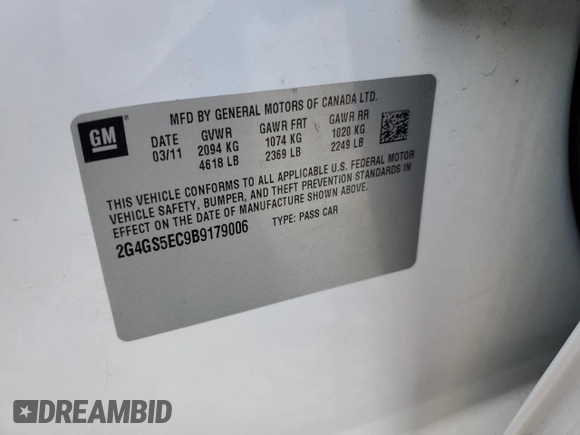 GM
MFD BY GENERAL MOTORS OF CANADA LTD.
DATE GVWR GAWR FRT GAWR RR
03/11 2094 KG 1074 KG 1020 KG
4618 LB 2369 LB 2249 LB
THIS VEHICLE CONFORMS TO ALL APPLICABLE U.S. FEDERAL MOTOR
VEHICLE SAFETY, BUMPER, AND THEFT PREVENTION STANDARDS IN
EFFECT ON THE DATE OF MANUFACTURE SHOWN ABOVE.
2G4GS5EC9B9179006 TYPE: PASS CAR
DREAMBID